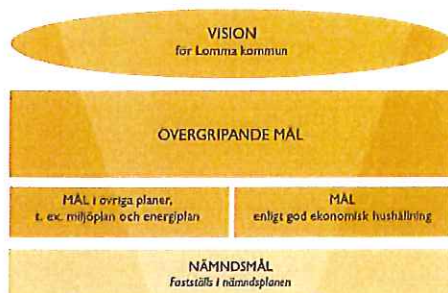 VISION
för Lomma kommun
ÖVERGRIPANDE MÅL
MÅL i övriga planer,
t. ex. miljöplan och energiplan
MÅL
enligt god ekonomisk hushållning
NÄMNDSMÅL
Fastställs i nämndsplanen